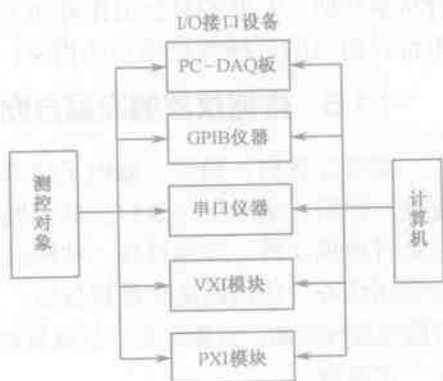 I/O接口设备
PC-DAQ板
GPIB仪器
测控对象
串口仪器
计算机
VXI模块
PXI模块